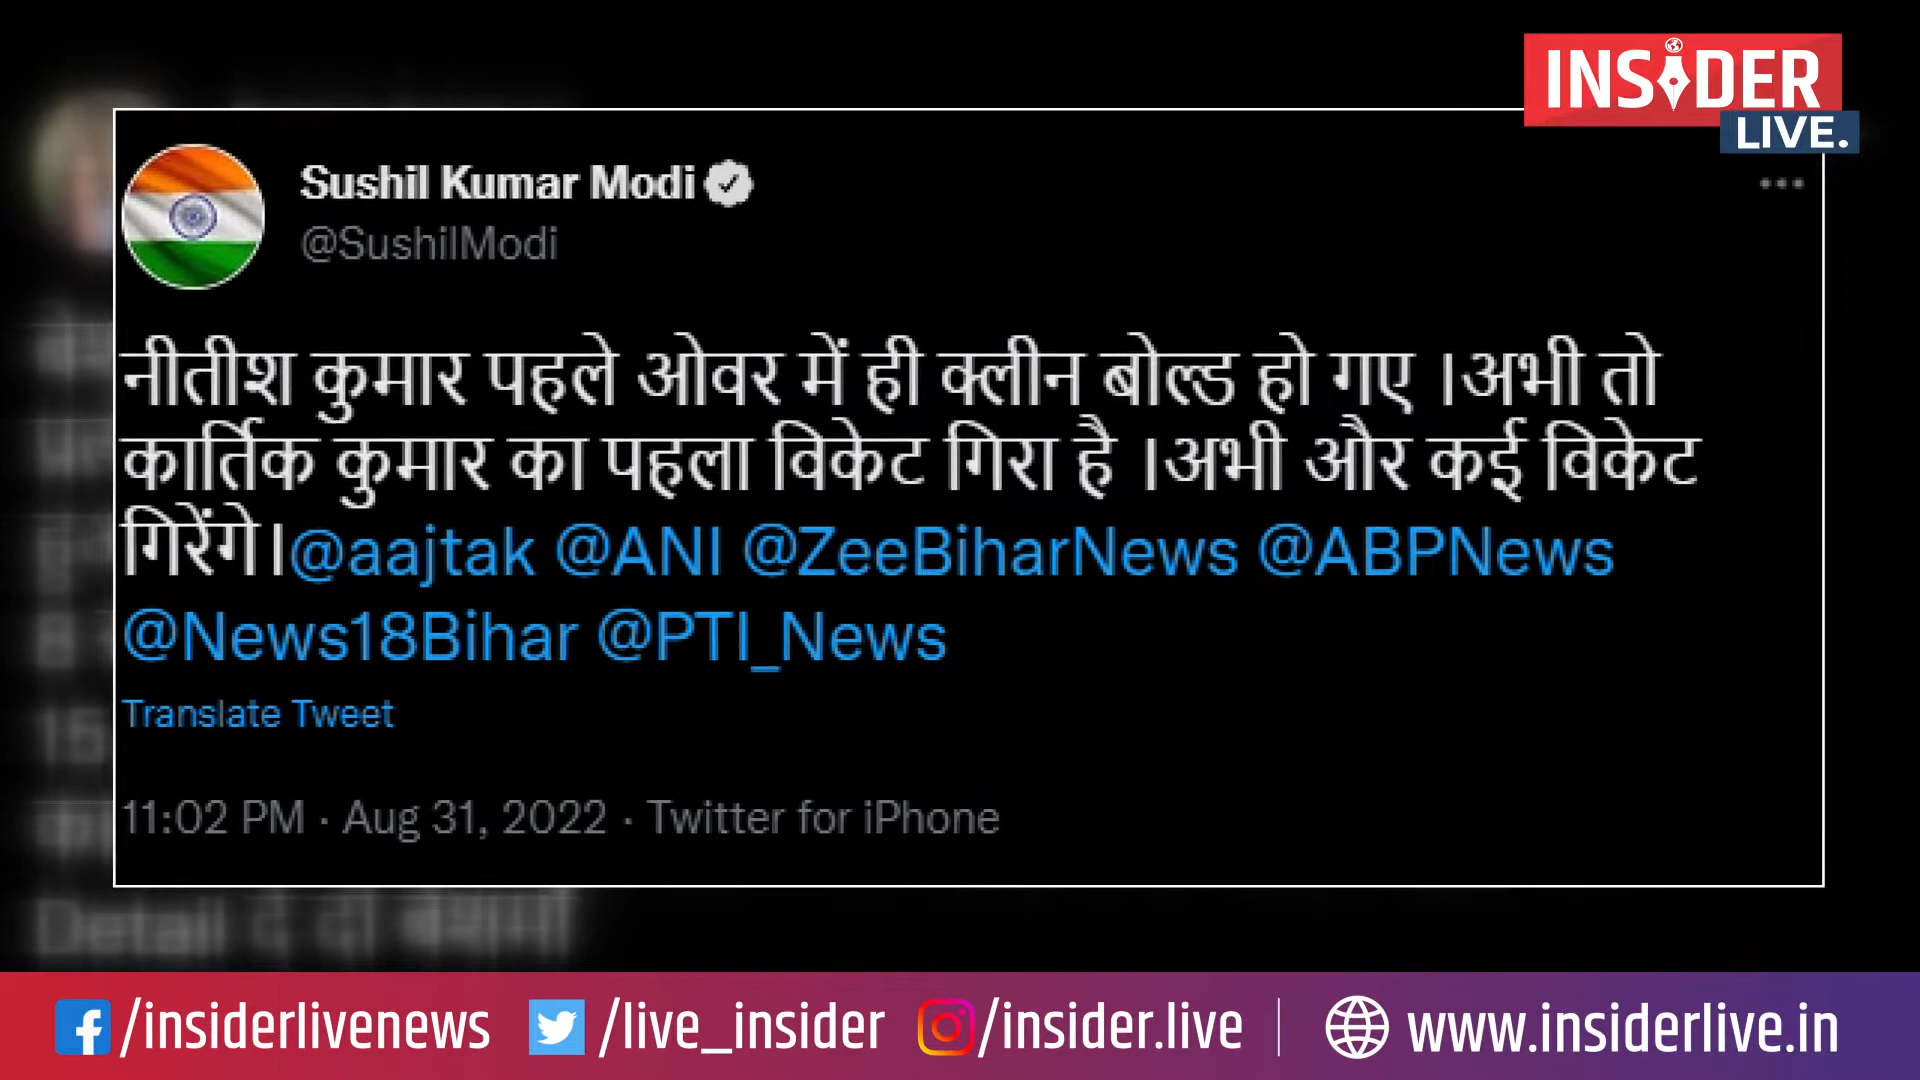 INSIDER
LIVE.
Sushil Kumar Modi
@SushilModi
नीतीश कुमार पहले ओवर में ही क्लीन बोल्ड हो गए ।अभी तो
कार्तिक कुमार का पहला विकेट गिरा है ।अभी और कई विकेट
गिरेंगे।@aajtak @ANI @ZeeBiharNews @ABPNews
@News18Bihar @PTI_News
Translate Tweet
11:02 PM · Aug 31, 2022 · Twitter for iPhone
15
Detail दे दो
/insiderlivenews /live_insider /insider.live | www.insiderlive.in